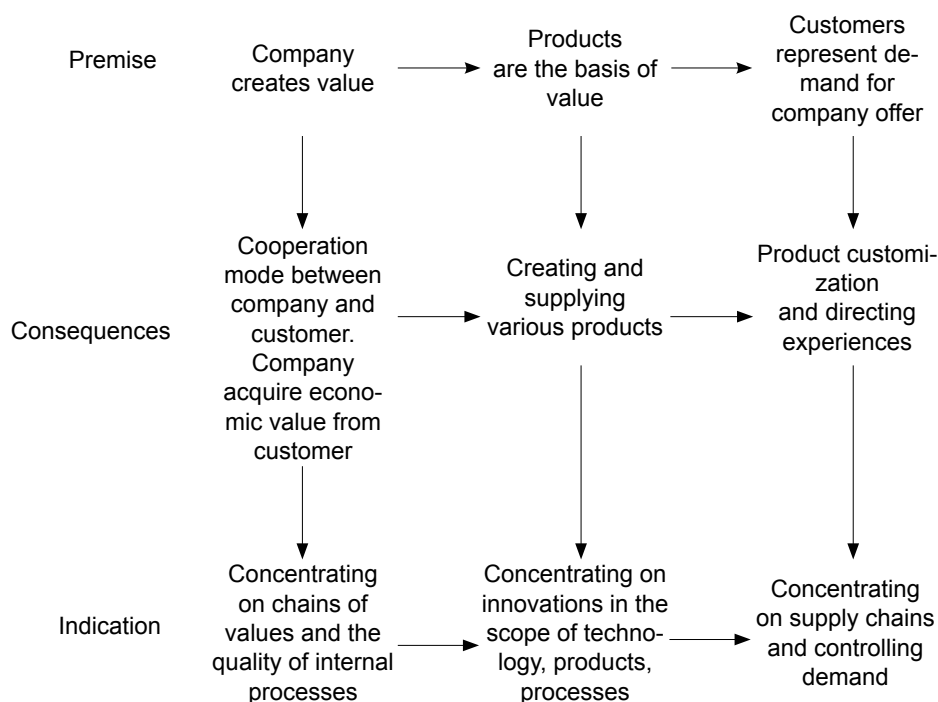 Premise
Company
creates value
Products
are the basis of
value
Customers
represent de-
mand for
company offer
Consequences
Cooperation
mode between
company and
customer.
Company
acquire econo-
mic value from
customer
Creating and
supplying
various products
Product customi-
zation
and directing
experiences
Indication
Concentrating
on chains of
values and the
quality of internal
processes
Concentrating on
innovations in the
scope of techno-
logy, products,
processes
Concentrating
on supply chains
and controlling
demand